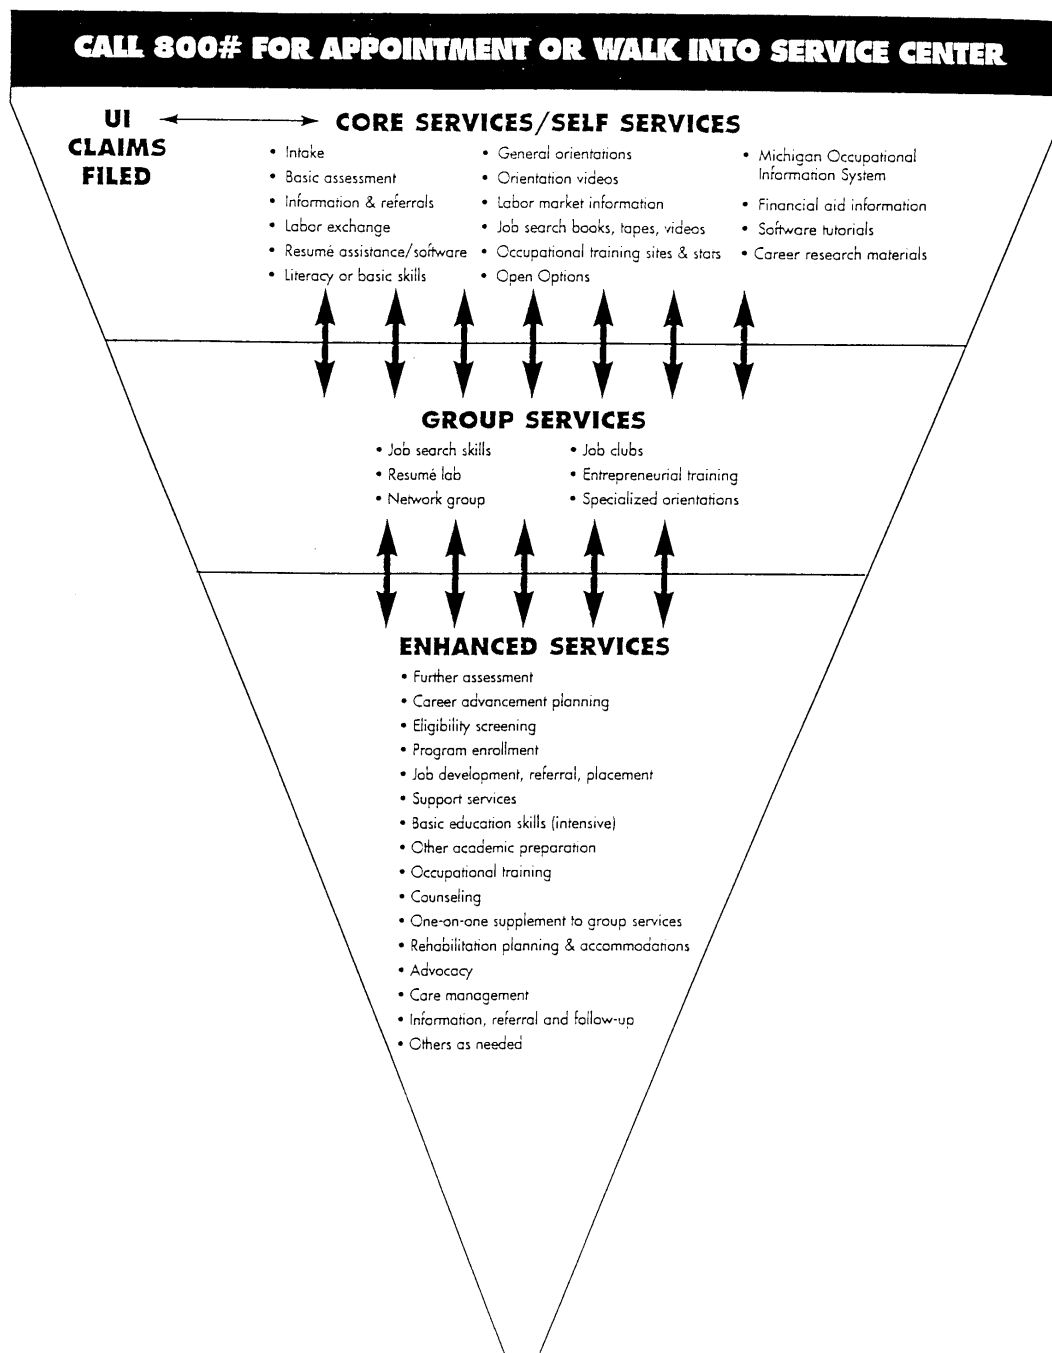 CALL 800# FOR APPOINTMENT OR WALK INTO SERVICE CENTER
UI
CLAIMS
FILED
CORE SERVICES/SELF SERVICES
• Intake
• Basic assessment
• Information & referrals
• Labor exchange
• Resumé assistance/software
• Literacy or basic skills
• General orientations
• Orientation videos
• Labor market information
• Job search books, tapes, videos
• Occupational training sites & stars
• Open Options
• Michigan Occupational
Information System
• Financial aid information
• Software tutorials
• Career research materials
GROUP SERVICES
• Job search skills
• Resumé lab
• Network group
• Job clubs
• Entrepreneurial training
• Specialized orientations
ENHANCED SERVICES
• Further assessment
• Career advancement planning
• Eligibility screening
• Program enrollment
• Job development, referral, placement
• Support services
• Basic education skills (intensive)
• Other academic preparation
• Occupational training
• Counseling
• One-on-one supplement to group services
• Rehabilitation planning & accommodations
• Advocacy
• Care management
• Information, referral and follow-up
• Others as needed